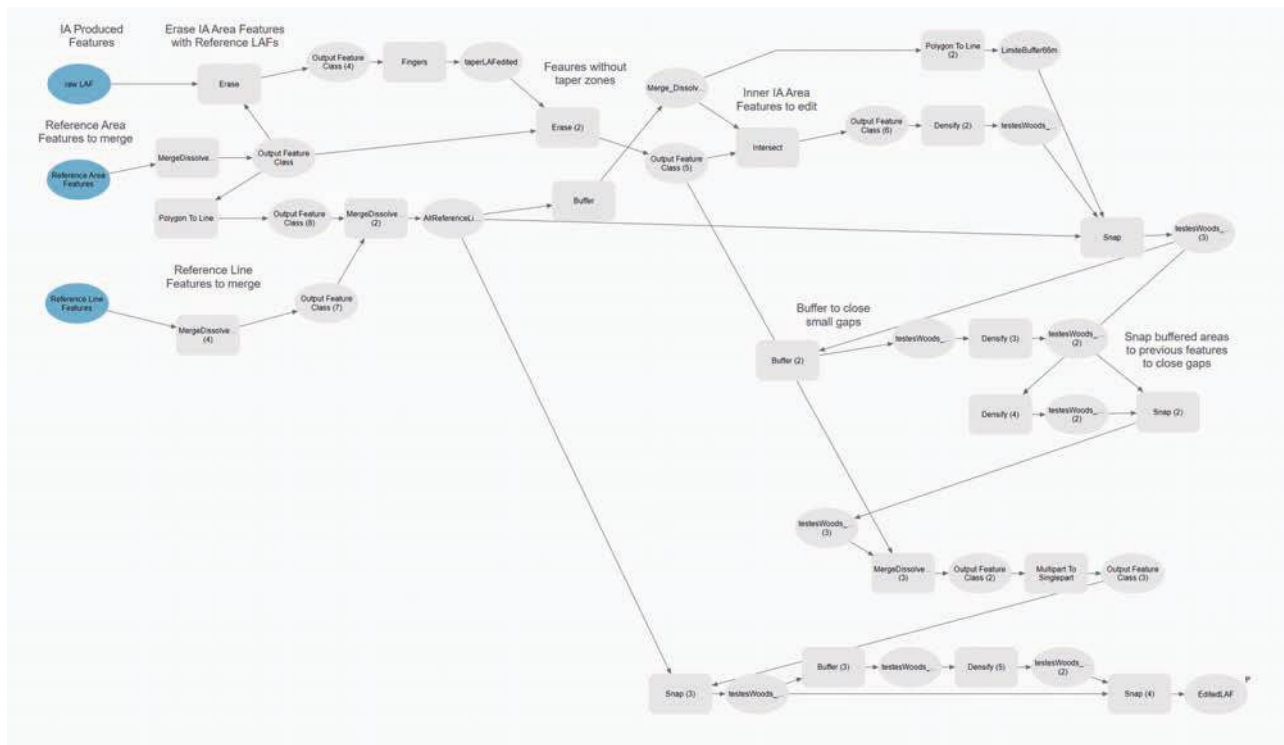 IA Produced
Features
Erase IA Area Features
with Reference LAFs
raw LAF
Erase
Output Feature
Class (4)
Fingers
taperLAFedited
Feaures without
taper zones
Erase (2)
Reference Area
Features to merge
Reference Area
Features
MergeDissolve...
Output Feature
Class
Polygon To Line
Output Feature
Class (8)
MergeDissolve...
(2)
AllReferenceLi...
Buffer
Reference Line
Features to merge
Reference Line
Features
MergeDissolve...
(4)
Output Feature
Class (7)
Merge_Dissolv...
Polygon To Line
(2)
LimiteBuffer66m
Inner IA Area
Features to edit
Output Feature
Class (5)
Intersect
Output Feature
Class (6)
Densify (2)
testesWoods_...
Snap
testesWoods_...
(3)
Buffer to close
small gaps
Buffer (2)
testesWoods_...
Densify (3)
testesWoods_...
(2)
Snap buffered areas
to previous features
to close gaps
Densify (4)
testesWoods_...
(2)
Snap (2)
testesWoods_...
(3)
MergeDissolve...
(3)
Output Feature
Class (2)
Multipart To
Singlepart
Output Feature
Class (3)
Snap (3)
testesWoods_...
Buffer (3)
testesWoods_...
Densify (5)
testesWoods_...
(2)
Snap (4)
EditedLAF
P